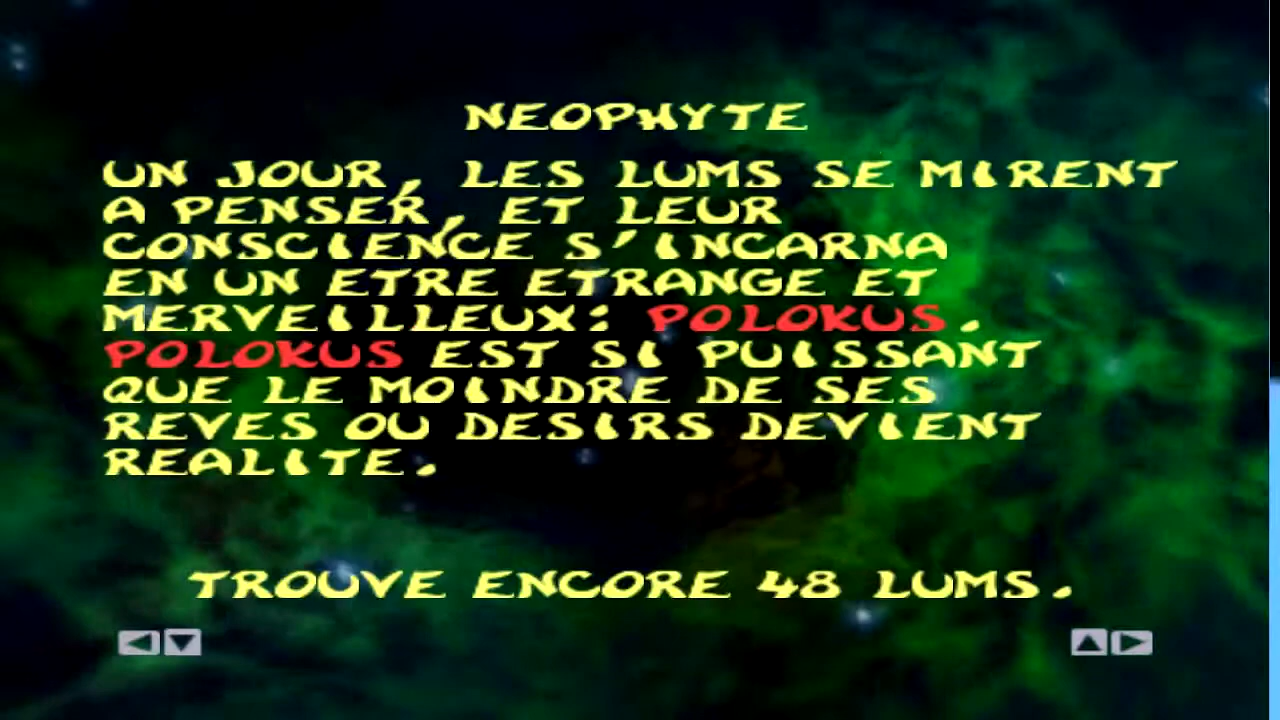 NEOPHYTE
UN JOUR, LES LUMS SE MIRENT
A PENSER, ET LEUR
CONSCIENCE S'INCARNA
EN UN ETRE ETRANGE ET
MERVEILLEUX: POLOKUS.
POLOKUS EST SI PUISSANT
QUE LE MOINDRE DE SES
REVES OU DESIRS DEVIENT
REALITE.
TROUVE ENCORE 48 LUMS.